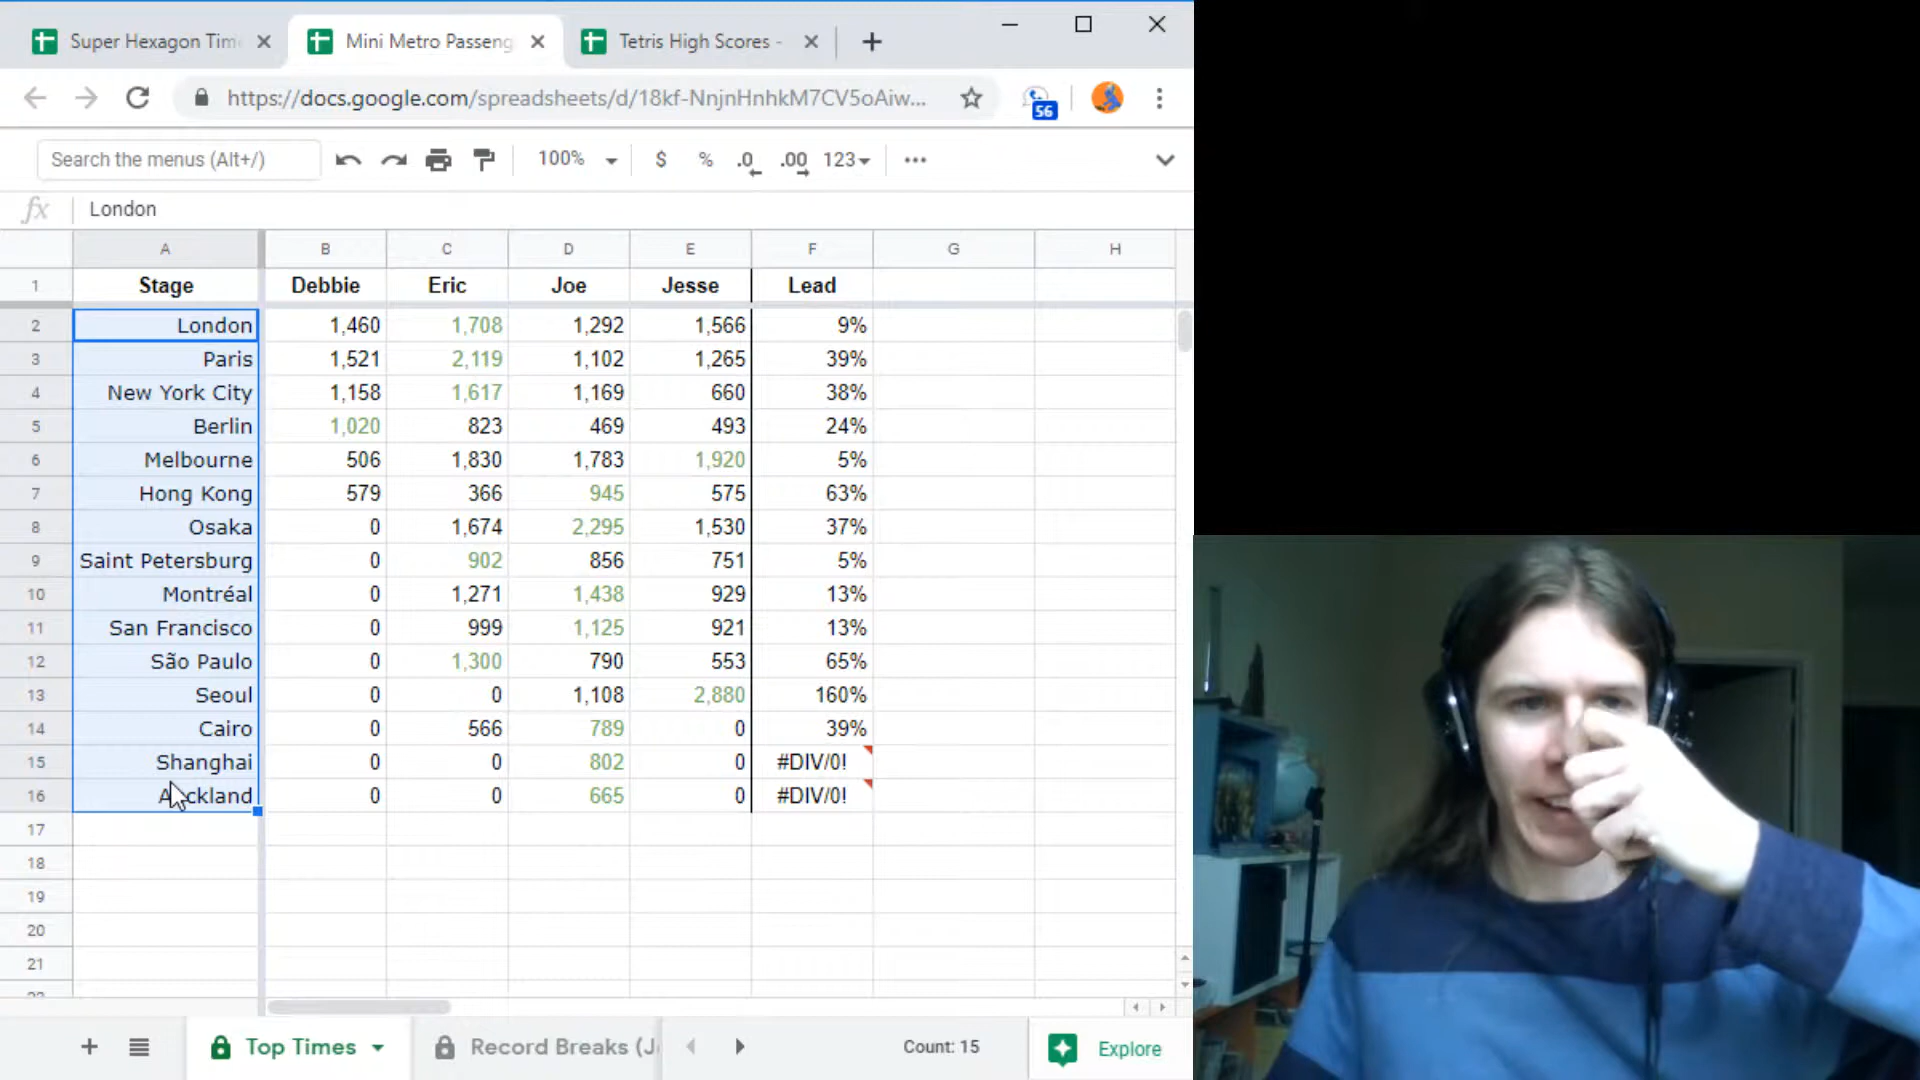 Super Hexagon Tim
Mini Metro Passeng
Tetris High Scores -
https://docs.google.com/spreadsheets/d/18kf-NnjnHnhkM7CV5oAiw...
56
Search the menus (Alt+/)
100%
$ % .0 .00 123
fx London
A B C D E F G H
1 Stage Debbie Eric Joe Jesse Lead
2 London 1,460 1,708 1,292 1,566 9%
3 Paris 1,521 2,119 1,102 1,265 39%
4 New York City 1,158 1,617 1,169 660 38%
5 Berlin 1,020 823 469 493 24%
6 Melbourne 506 1,830 1,783 1,920 5%
7 Hong Kong 579 366 945 575 63%
8 Osaka 0 1,674 2,295 1,530 37%
9 Saint Petersburg 0 902 856 751 5%
10 Montréal 0 1,271 1,438 929 13%
11 San Francisco 0 999 1,125 921 13%
12 São Paulo 0 1,300 790 553 65%
13 Seoul 0 0 1,108 2,880 160%
14 Cairo 0 566 789 0 39%
15 Shanghai 0 0 802 0 #DIV/0!
16 Auckland 0 0 665 0 #DIV/0!
17
18
19
20
21
22
Top Times
Record Breaks (J
Count: 15
Explore